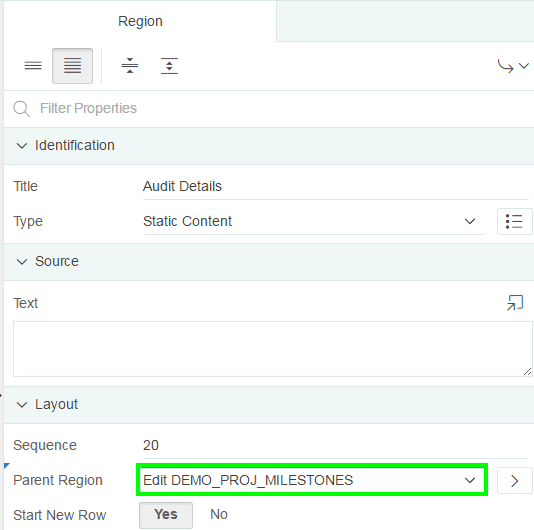 Region
Filter Properties
Identification
Title Audit Details
Type Static Content
Source
Text
Layout
Sequence 20
Parent Region Edit DEMO_PROJ_MILESTONES
Start New Row Yes No